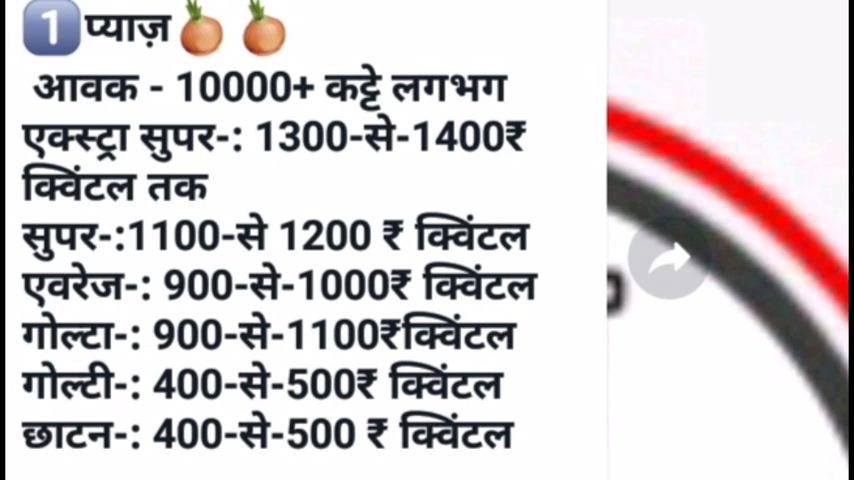 1️⃣प्याज़🧅 🧅
आवक - 10000+ कट्टे लगभग
एक्स्ट्रा सुपर-: 1300-से-1400₹
क्विंटल तक
सुपर-:1100-से 1200 ₹ क्विंटल
एवरेज-: 900-से-1000₹ क्विंटल
गोल्टा-: 900-से-1100₹क्विंटल
गोल्टी-: 400-से-500₹ क्विंटल
छाटन-: 400-से-500 ₹ क्विंटल